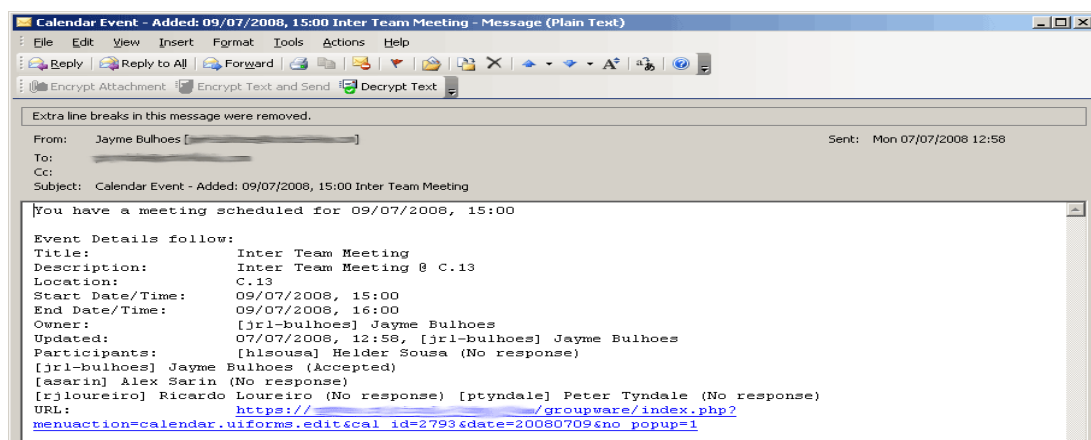 Calendar Event - Added: 09/07/2008, 15:00 Inter Team Meeting - Message (Plain Text)
File Edit View Insert Format Tools Actions Help
Reply Reply to All Forward
Encrypt Attachment Encrypt Text and Send Decrypt Text
Extra line breaks in this message were removed.
From: Jayme Bulhoes [ ] Sent: Mon 07/07/2008 12:58
To:
Cc:
Subject: Calendar Event - Added: 09/07/2008, 15:00 Inter Team Meeting
You have a meeting scheduled for 09/07/2008, 15:00
Event Details follow:
Title: Inter Team Meeting
Description: Inter Team Meeting @ C.13
Location: C.13
Start Date/Time: 09/07/2008, 15:00
End Date/Time: 09/07/2008, 16:00
Owner: [jrl-bulhoes] Jayme Bulhoes
Updated: 07/07/2008, 12:58, [jrl-bulhoes] Jayme Bulhoes
Participants: [hlsousa] Helder Sousa (No response)
[jrl-bulhoes] Jayme Bulhoes (Accepted)
[asarin] Alex Sarin (No response)
[rjloureiro] Ricardo Loureiro (No response) [ptyndale] Peter Tyndale (No response)
URL: https:// /groupware/index.php?
menuaction=calendar.uiforms.edit&cal_id=2793&date=20080709&no_popup=1